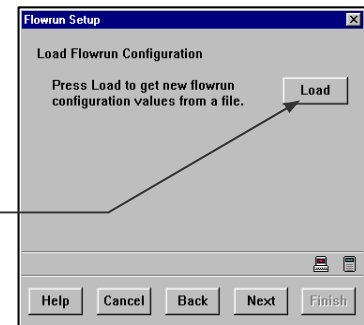 Flowrun Setup
Load Flowrun Configuration
Press Load to get new flowrun
configuration values from a file.
Load
Help
Cancel
Back
Next
Finish